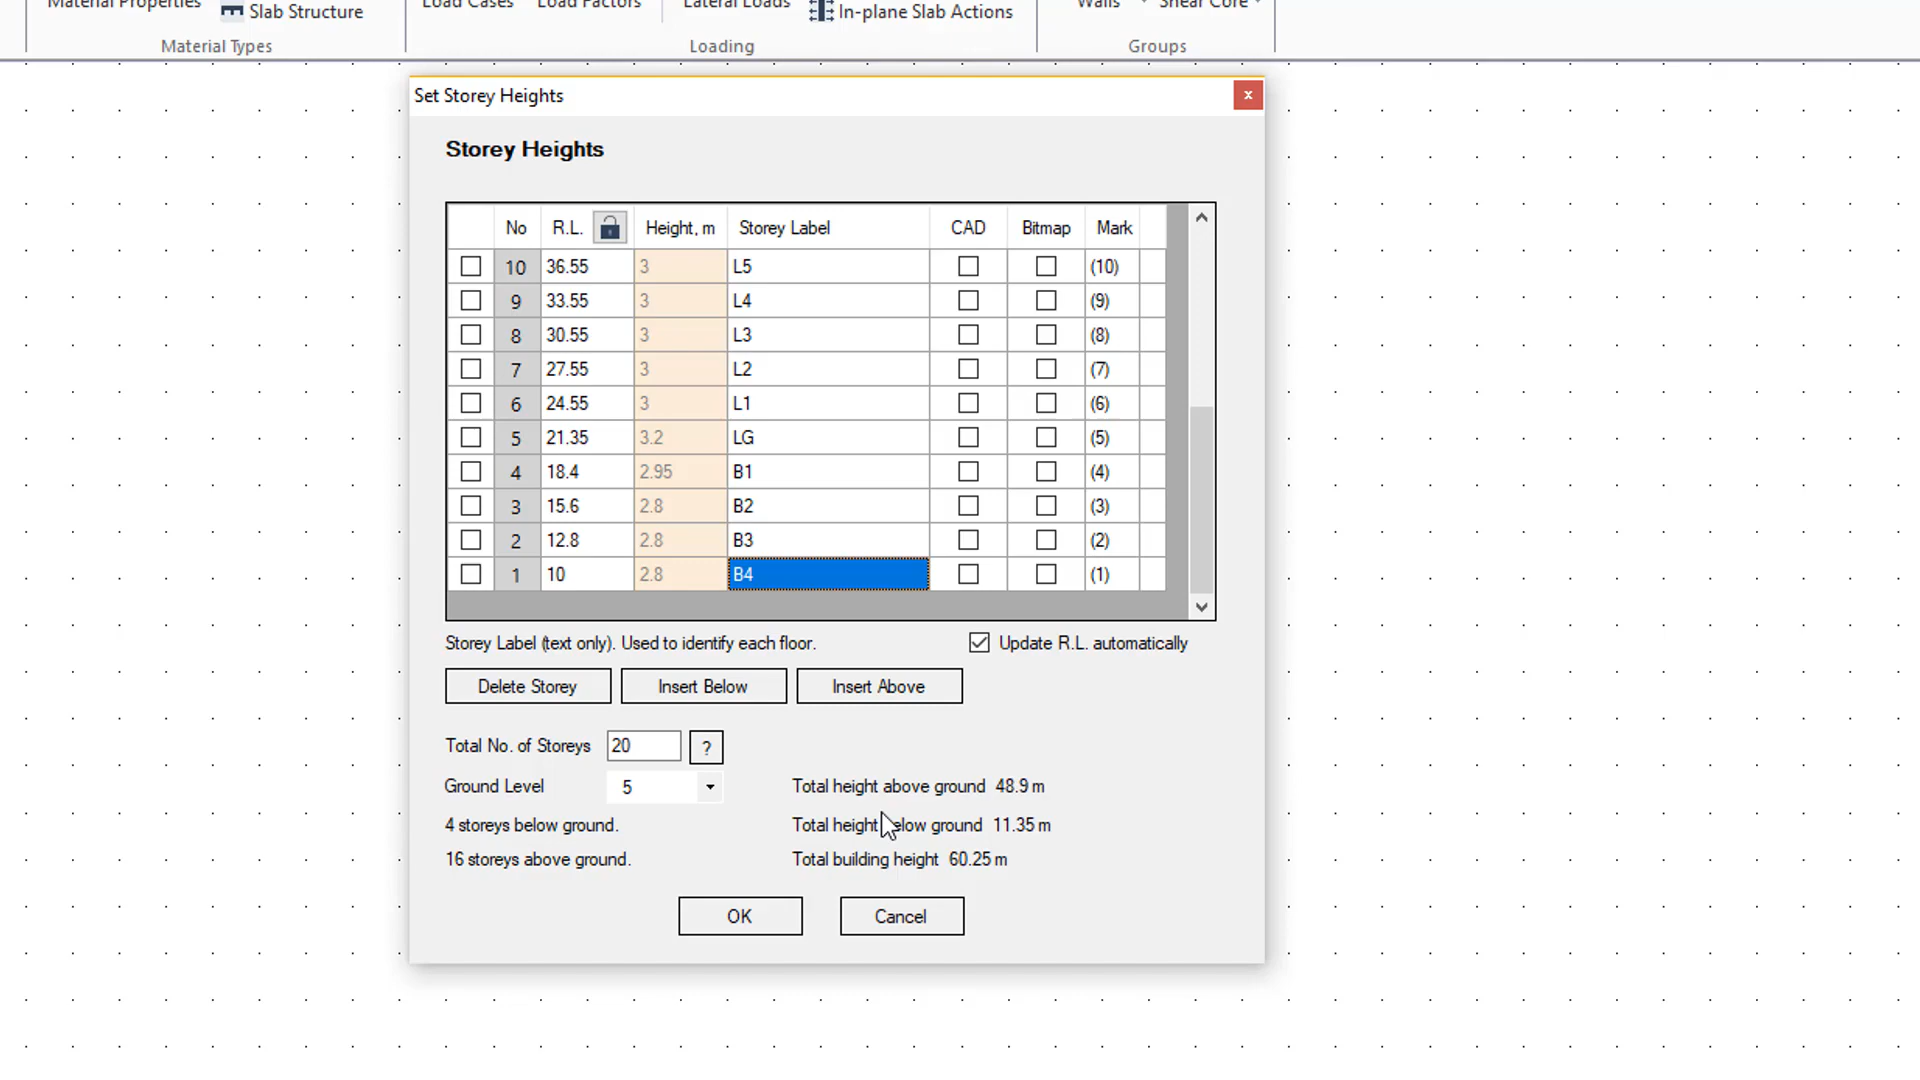 Material Properties
Slab Structure
Load Cases
Load Factors
Lateral Loads
In-plane Slab Actions
Walls
Shear Core
Material Types
Loading
Groups
Set Storey Heights
x
Storey Heights
No R.L. Height, m Storey Label CAD Bitmap Mark
10 36.55 3 L5 (10)
9 33.55 3 L4 (9)
8 30.55 3 L3 (8)
7 27.55 3 L2 (7)
6 24.55 3 L1 (6)
5 21.35 3.2 LG (5)
4 18.4 2.95 B1 (4)
3 15.6 2.8 B2 (3)
2 12.8 2.8 B3 (2)
1 10 2.8 B4 (1)
Storey Label (text only). Used to identify each floor.
Update R.L. automatically
Delete Storey
Insert Below
Insert Above
Total No. of Storeys 20 ?
Ground Level 5
Total height above ground 48.9 m
4 storeys below ground.
Total height below ground 11.35 m
16 storeys above ground.
Total building height 60.25 m
OK
Cancel